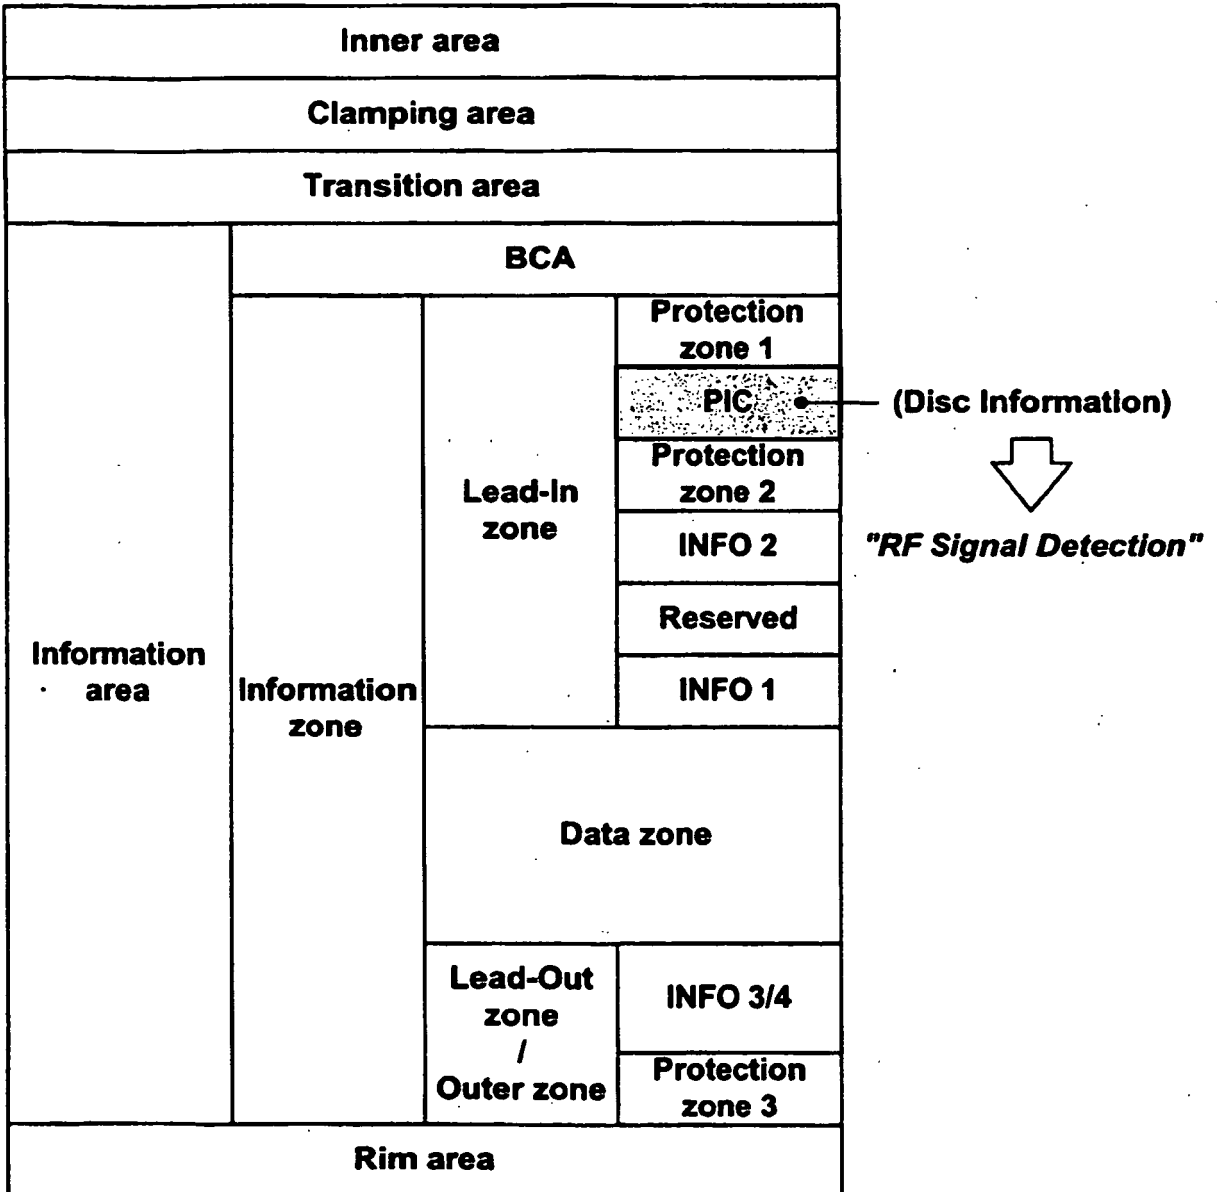 Inner area
Clamping area
Transition area
BCA
Protection
zone 1
PIC
(Disc Information)
Protection
zone 2
Lead-In
zone
INFO 2
"RF Signal Detection"
Reserved
Information
area
Information
zone
INFO 1
Data zone
Lead-Out
zone
/
Outer zone
INFO 3/4
Protection
zone 3
Rim area